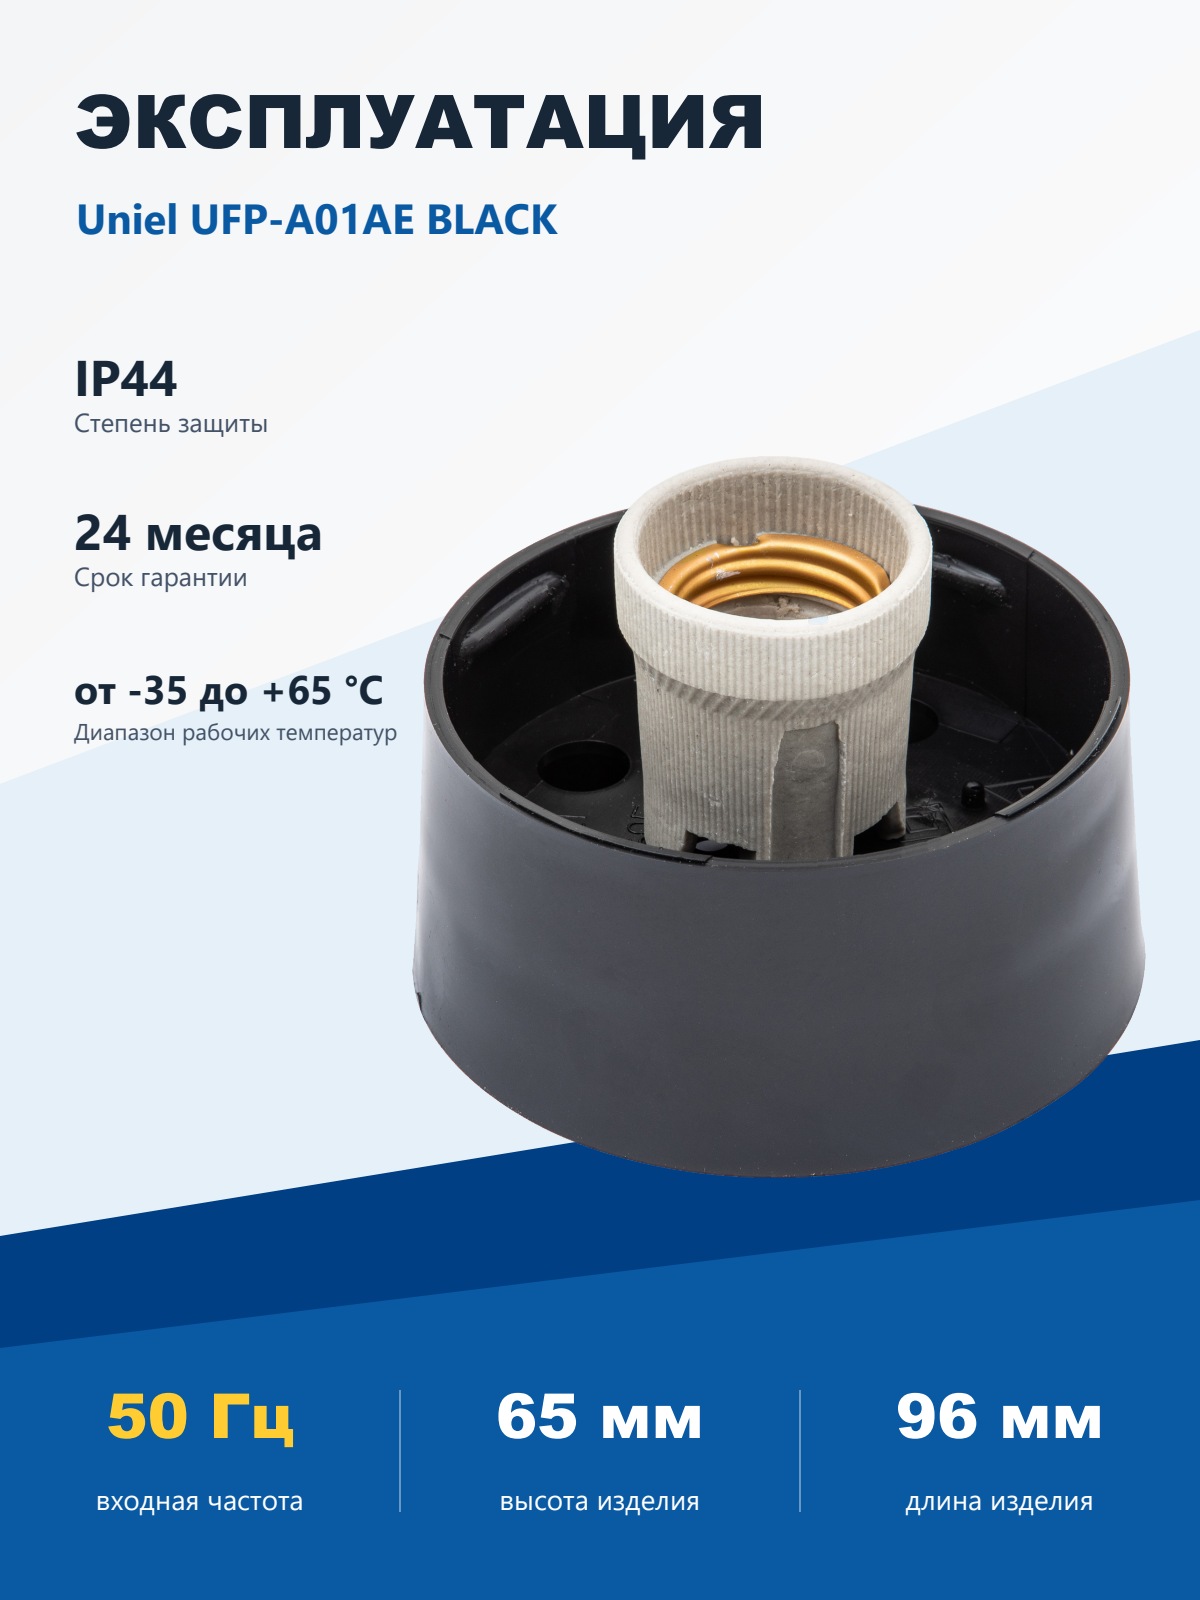 ЭКСПЛУАТАЦИЯ
Uniel UFP-A01AE BLACK
IP44
Степень защиты
24 месяца
Срок гарантии
от -35 до +65 °C
Диапазон рабочих температур
50 Гц
входная частота
65 мм
высота изделия
96 мм
длина изделия